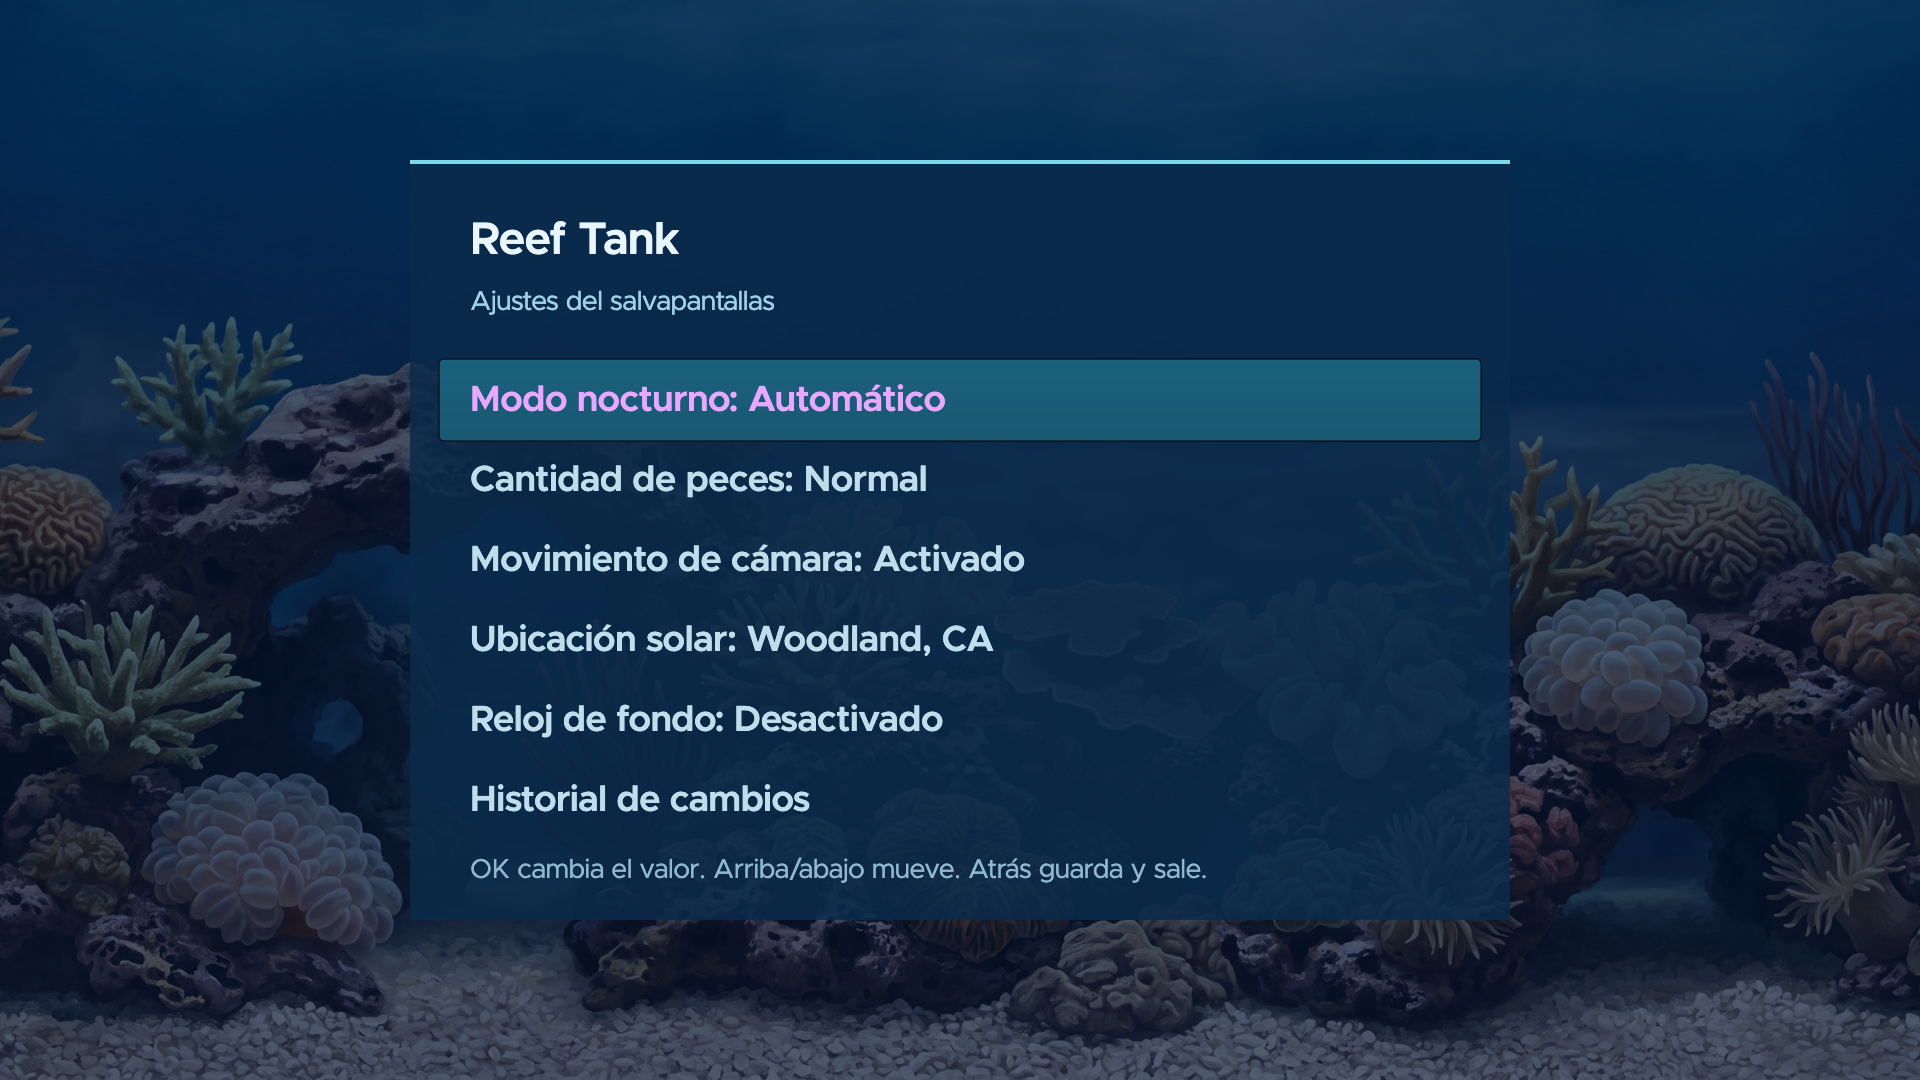 Reef Tank
Ajustes del salvapantallas
Modo nocturno: Automático
Cantidad de peces: Normal
Movimiento de cámara: Activado
Ubicación solar: Woodland, CA
Reloj de fondo: Desactivado
Historial de cambios
OK cambia el valor. Arriba/abajo mueve. Atrás guarda y sale.